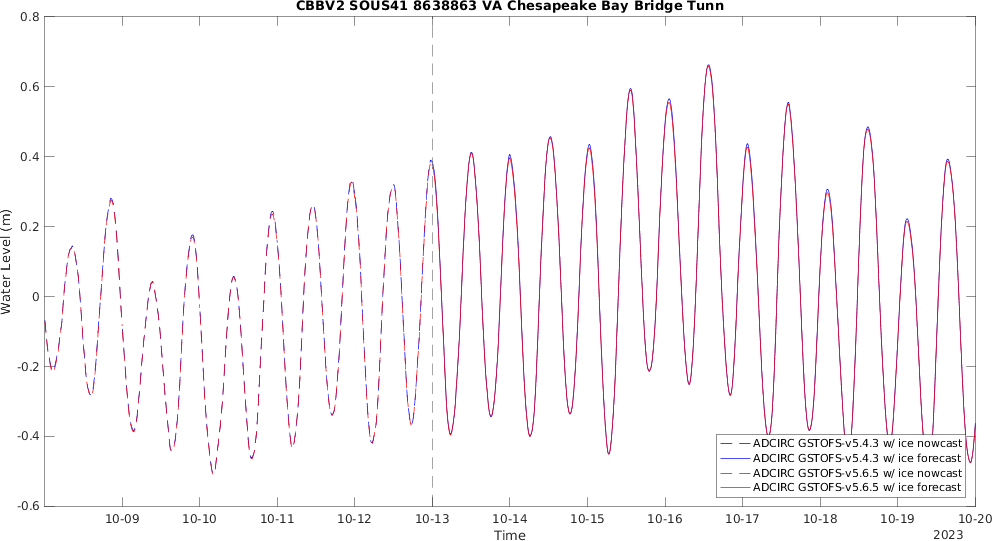 CBBV2 SOUS41 8638863 VA Chesapeake Bay Bridge Tunn
0.8
0.6
0.4
0.2
0
-0.2
-0.4
-0.6
Water Level (m)
ADCIRC GSTOFS-v5.4.3 w/ ice nowcast
ADCIRC GSTOFS-v5.4.3 w/ ice forecast
ADCIRC GSTOFS-v5.6.5 w/ ice nowcast
ADCIRC GSTOFS-v5.6.5 w/ ice forecast
10-09 10-10 10-11 10-12 10-13 10-14 10-15 10-16 10-17 10-18 10-19 10-20
Time
2023